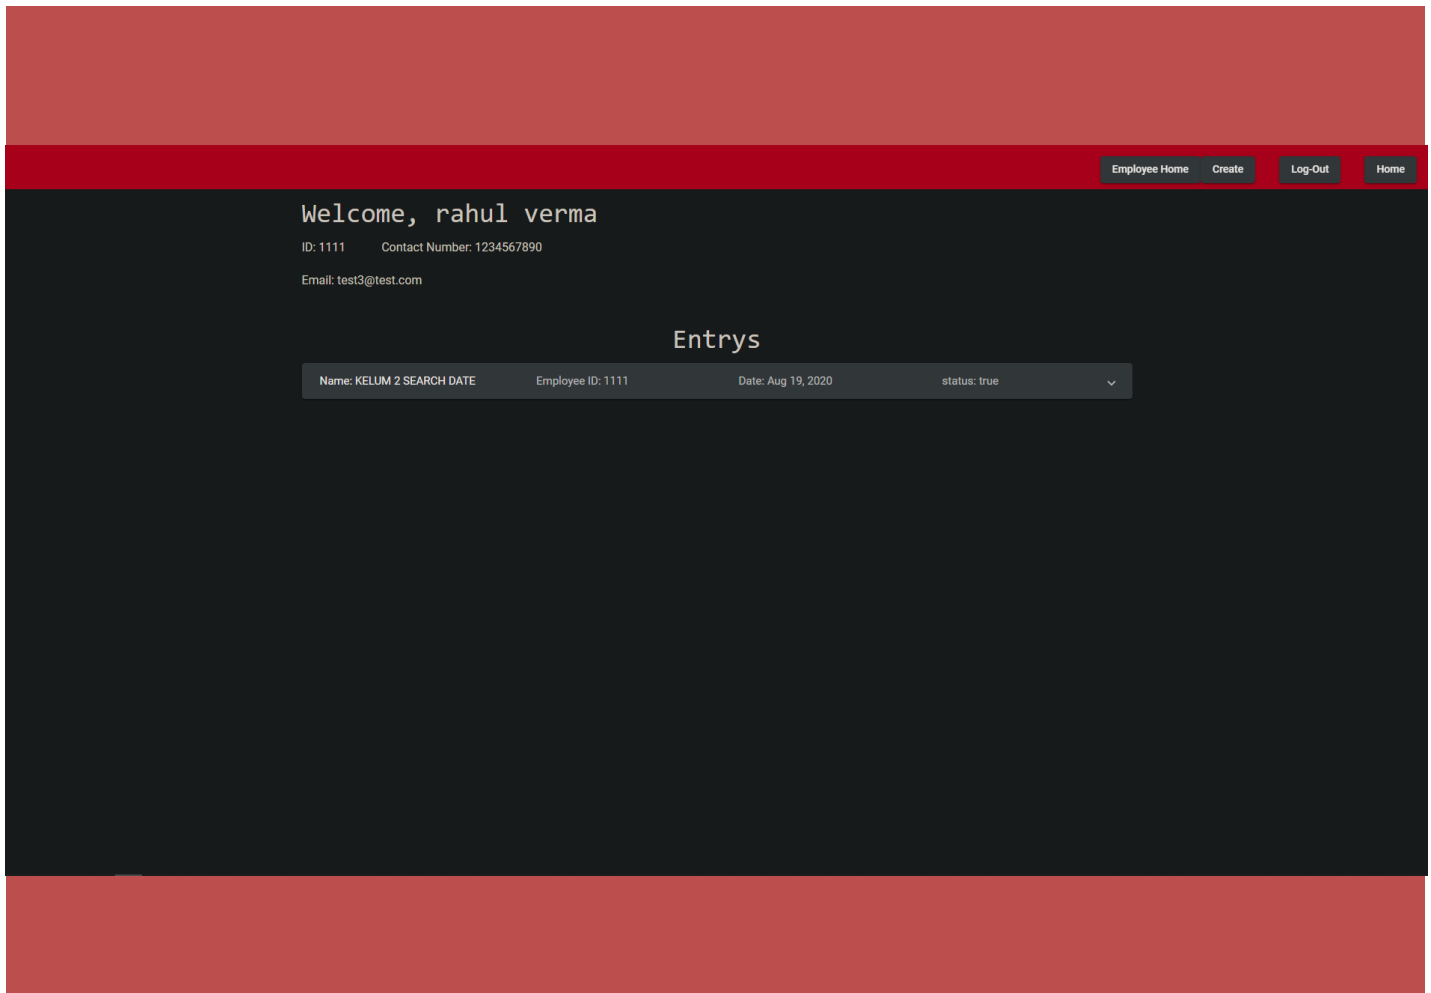 Employee Home Create Log-Out Home
Welcome, rahul verma
ID: 1111 Contact Number: 1234567890
Email: test3@test.com
Entrys
Name: KELUM 2 SEARCH DATE Employee ID: 1111 Date: Aug 19, 2020 status: true